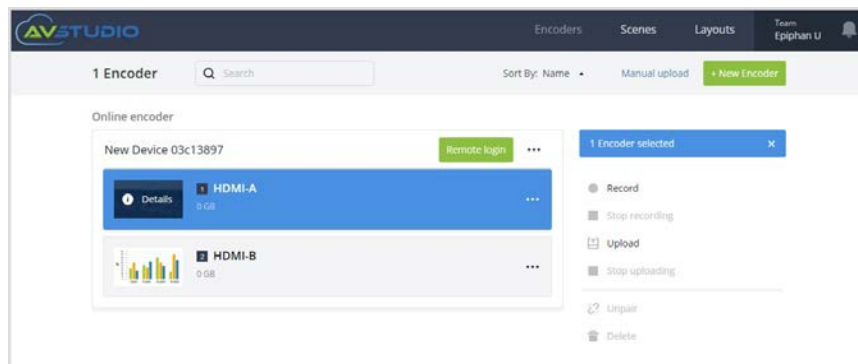 AVSTUDIO
Encoders Scenes Layouts Team
Epiphan U
1 Encoder Search Sort By: Name Manual upload + New Encoder
Online encoder
New Device 03c13897 Remote login ...
1 Encoder selected x
Details 1 HDMI-A ...
0 GB
2 HDMI-B ...
0 GB
Record
Stop recording
Upload
Stop uploading
Unpair
Delete